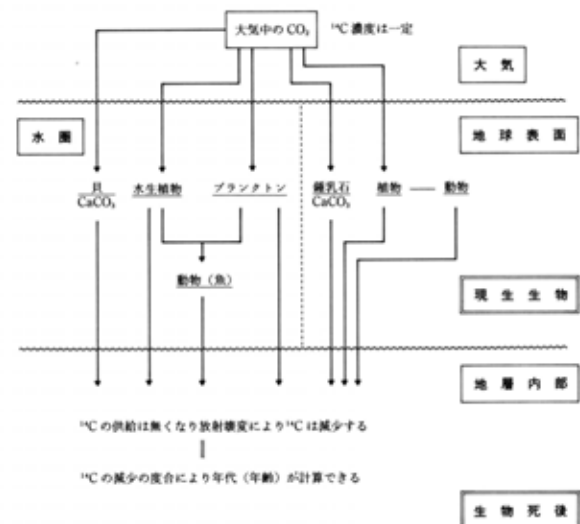 大気中のCO₂
¹⁴C濃度は一定
大気
水圏
地球表面
貝
CaCO₃
水生植物
プランクトン
鍾乳石
CaCO₃
植物 ―― 動物
動物(魚)
現生生物
地層内部
¹⁴Cの供給は無くなり放射壊変により¹⁴Cは減少する
¹⁴Cの減少の度合により年代(年齢)が計算できる
生物死後